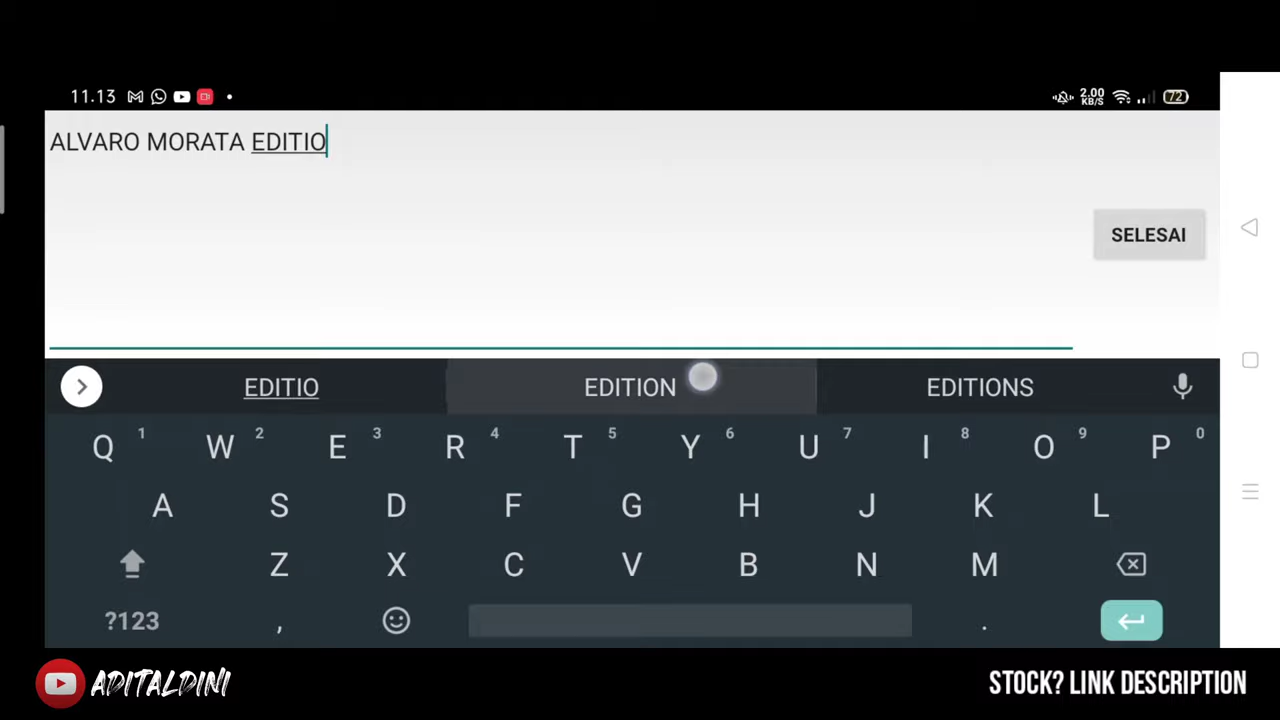 11.13 2.00 KB/S 72
ALVARO MORATA EDITIO
SELESAI
EDITIO EDITION EDITIONS
Q 1 W 2 E 3 R 4 T 5 Y 6 U 7 I 8 O 9 P 0
A S D F G H J K L
Z X C V B N M
?123 , .
ADITALDINI STOCK? LINK DESCRIPTION